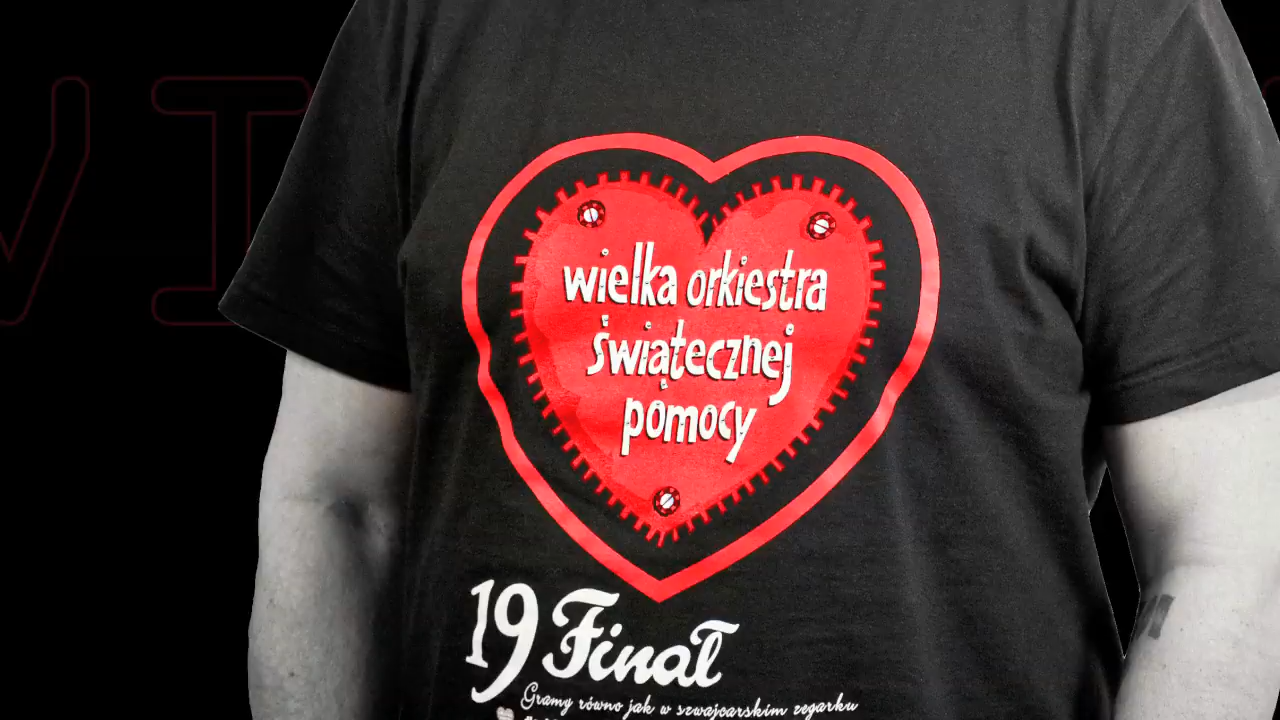 wielka orkiestra
świątecznej
pomocy
19 Finał
Gramy równo jak w szwajcarskim zegarku